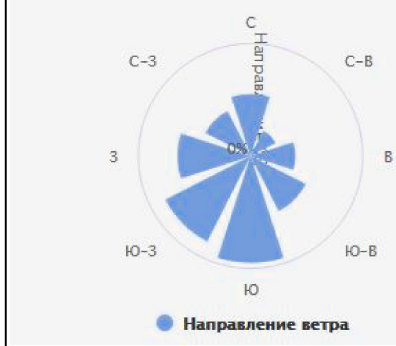 С
С-З
С-В
0%
З
В
Ю-З
Ю-В
Ю
Направление ветра